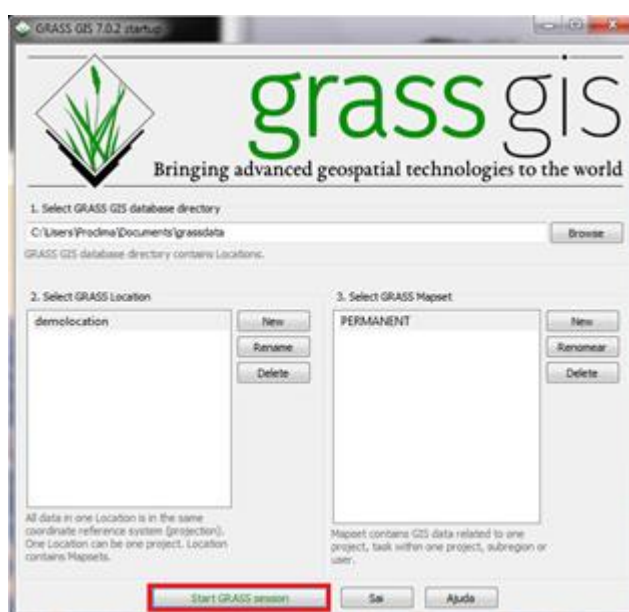 GRASS GIS 7.0.2 startup
grass gis
Bringing advanced geospatial technologies to the world
1. Select GRASS GIS database directory
C:\Users\Proclima\Documents\grassdata
Browse
GRASS GIS database directory contains Locations.
2. Select GRASS Location
demolocation
New
Rename
Delete
All data in one Location is in the same
coordinate reference system (projection).
One Location can be one project. Location
contains Mapsets.
3. Select GRASS Mapset
PERMANENT
New
Renomear
Delete
Mapset contains GIS data related to one
project, task within one project, subregion or
user.
Start GRASS session
Sai
Ajuda